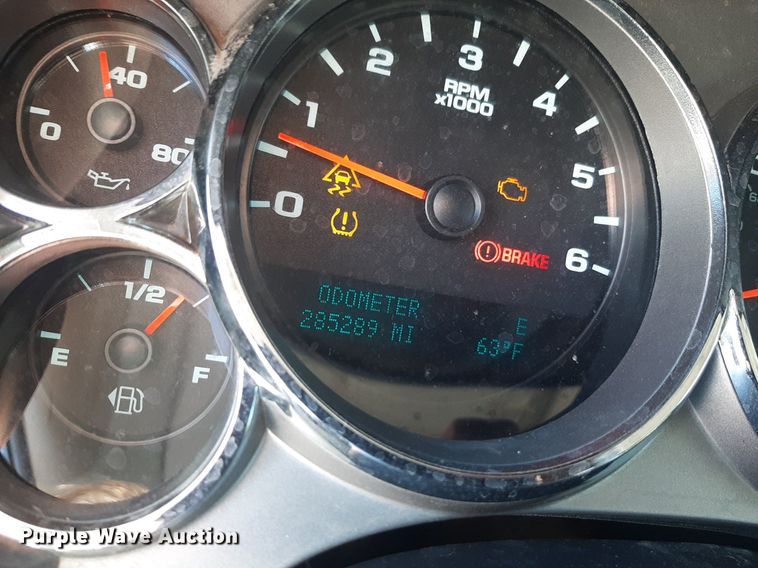 40
0
80
1/2
E
F
0
1
2
3
4
5
6
RPM
x1000
BRAKE
ODOMETER
285289 MI
E
63°F
Purple Wave Auction